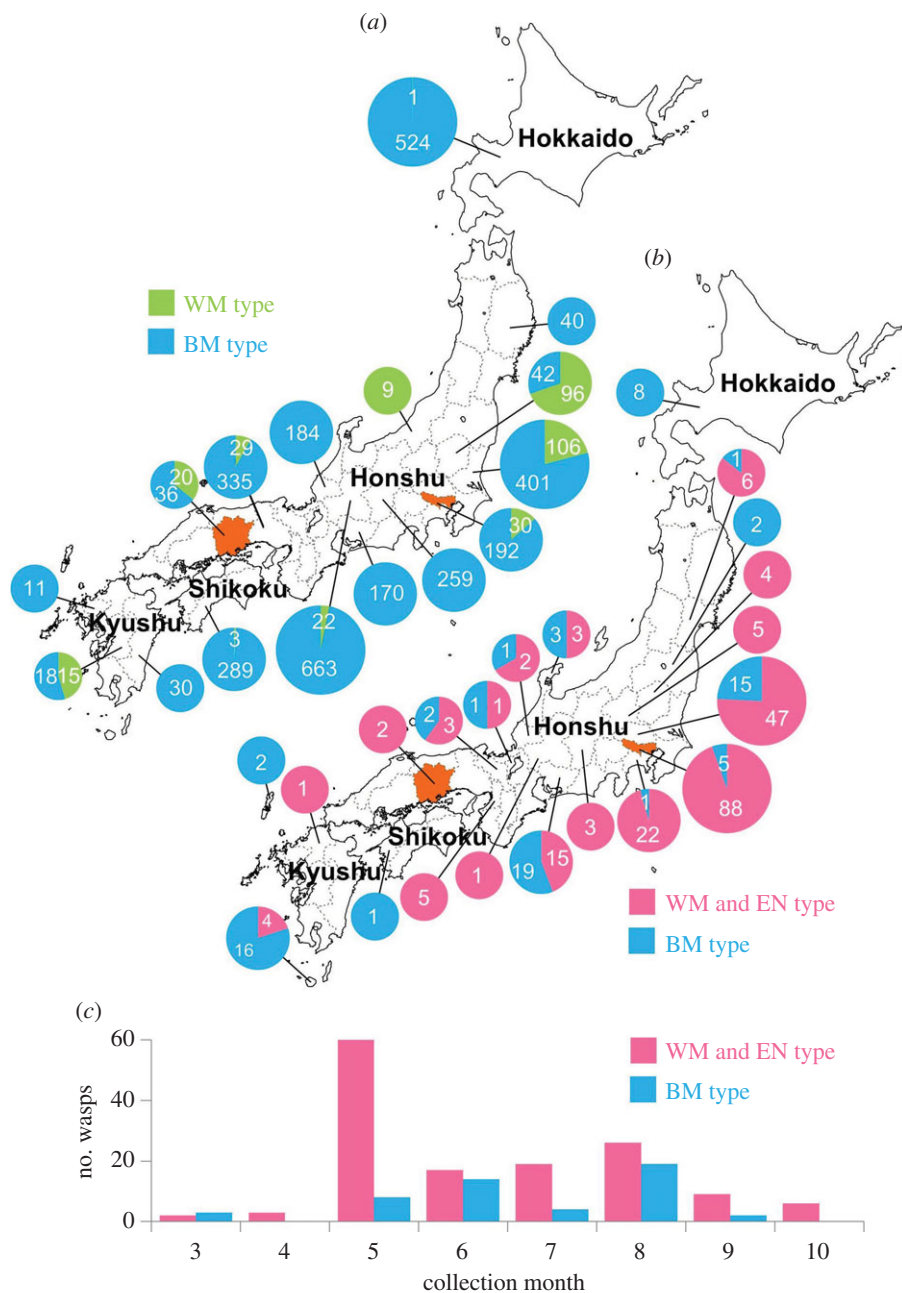 (a)
1
524
Hokkaido
WM type
BM type
40
9
42
96
184
29
335
20
36
106
401
Honshu
30
192
259
170
22
663
Shikoku
3
289
11
Kyushu
18 15
30
(b)
8
Hokkaido
1
6
2
4
5
15
47
3 3
1
2
1 1
2
3
2
Honshu
5
88
1
22
3
19
15
1
5
Shikoku
1
2
1
Kyushu
4
16
WM and EN type
BM type
(c)
WM and EN type
BM type
no. wasps
60
40
20
0
3 4 5 6 7 8 9 10
collection month